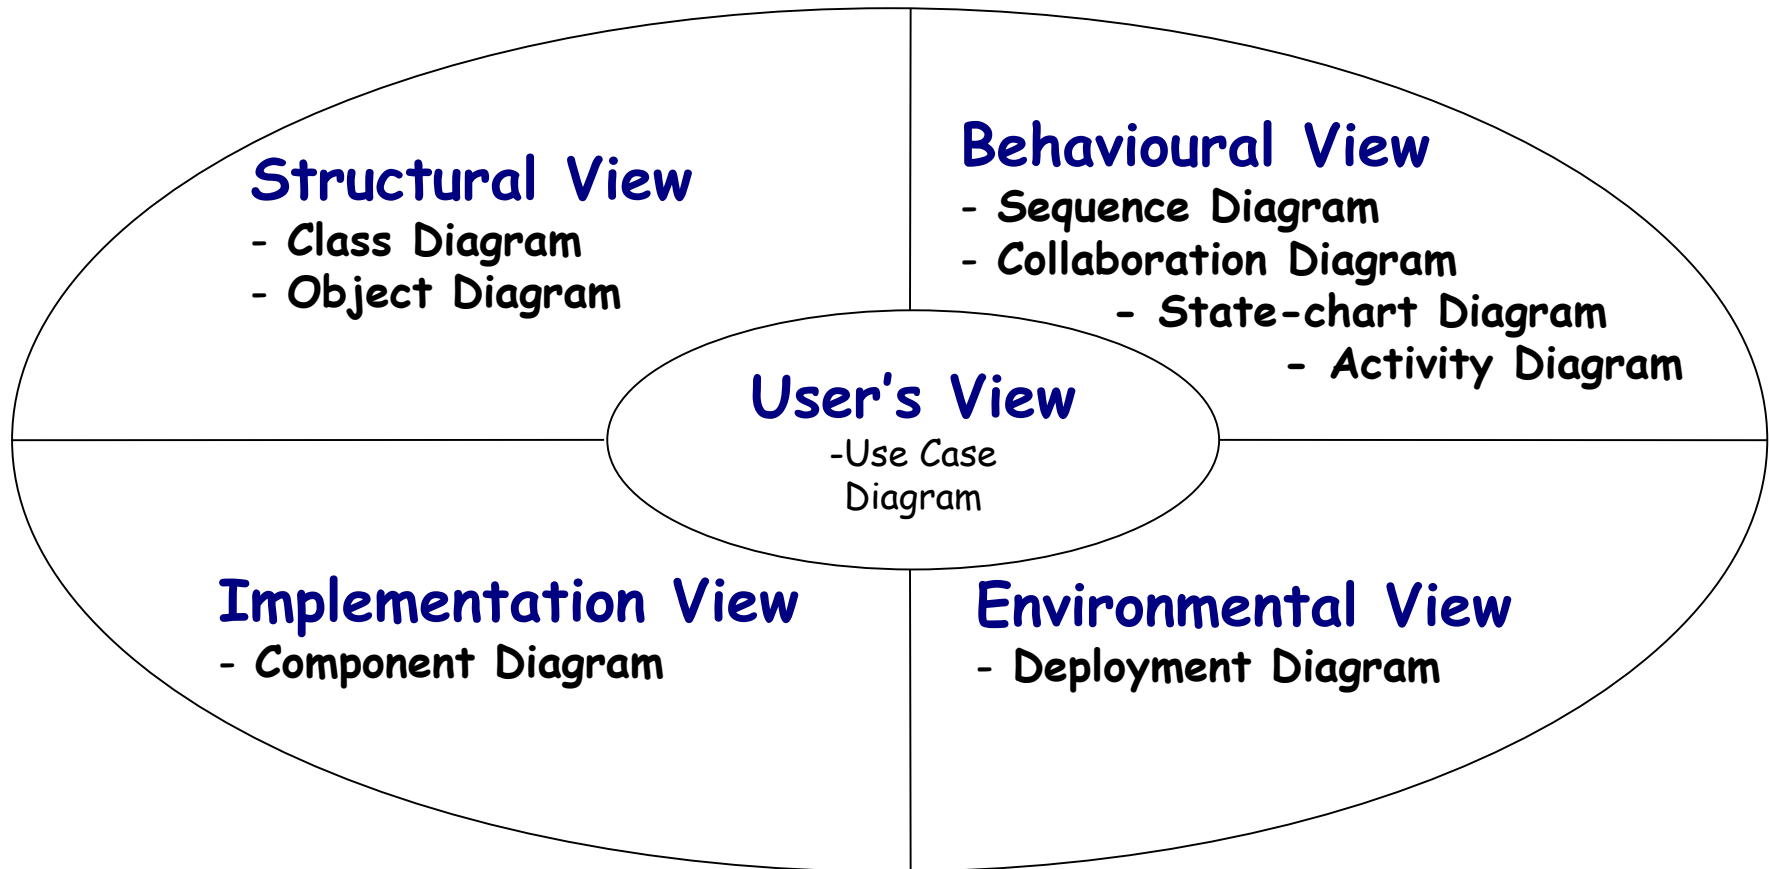 Structural View
- Class Diagram
- Object Diagram
Behavioural View
- Sequence Diagram
- Collaboration Diagram
- State-chart Diagram
- Activity Diagram
User's View
-Use Case
Diagram
Implementation View
- Component Diagram
Environmental View
- Deployment Diagram